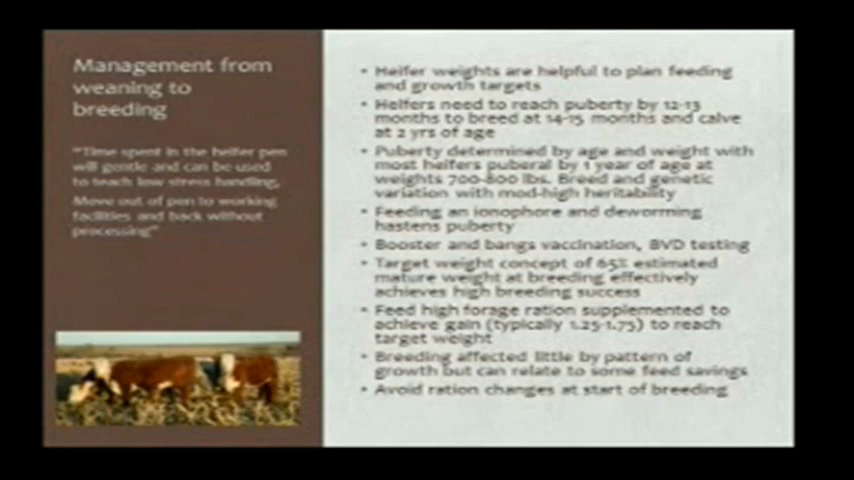 Management from
weaning to
breeding
"Time spent in the heifer pen
will gentle and can be used
to teach low stress handling.
Move out of pen to working
facilities and back without
processing"
• Heifer weights are helpful to plan feeding
and growth targets
• Heifers need to reach puberty by 12-13
months to breed at 14-15 months and calve
at 2 yrs of age
• Puberty determined by age and weight with
most heifers puberal by 1 year of age at
weights 700-800 lbs. Breed and genetic
variation with mod-high heritability
• Feeding an ionophore and deworming
hastens puberty
• Booster and bangs vaccination, BVD testing
• Target weight concept of 65% estimated
mature weight at breeding effectively
achieves high breeding success
• Feed high forage ration supplemented to
achieve gain (typically 1.25-1.75) to reach
target weight
• Breeding affected little by pattern of
growth but can relate to some feed savings
• Avoid ration changes at start of breeding